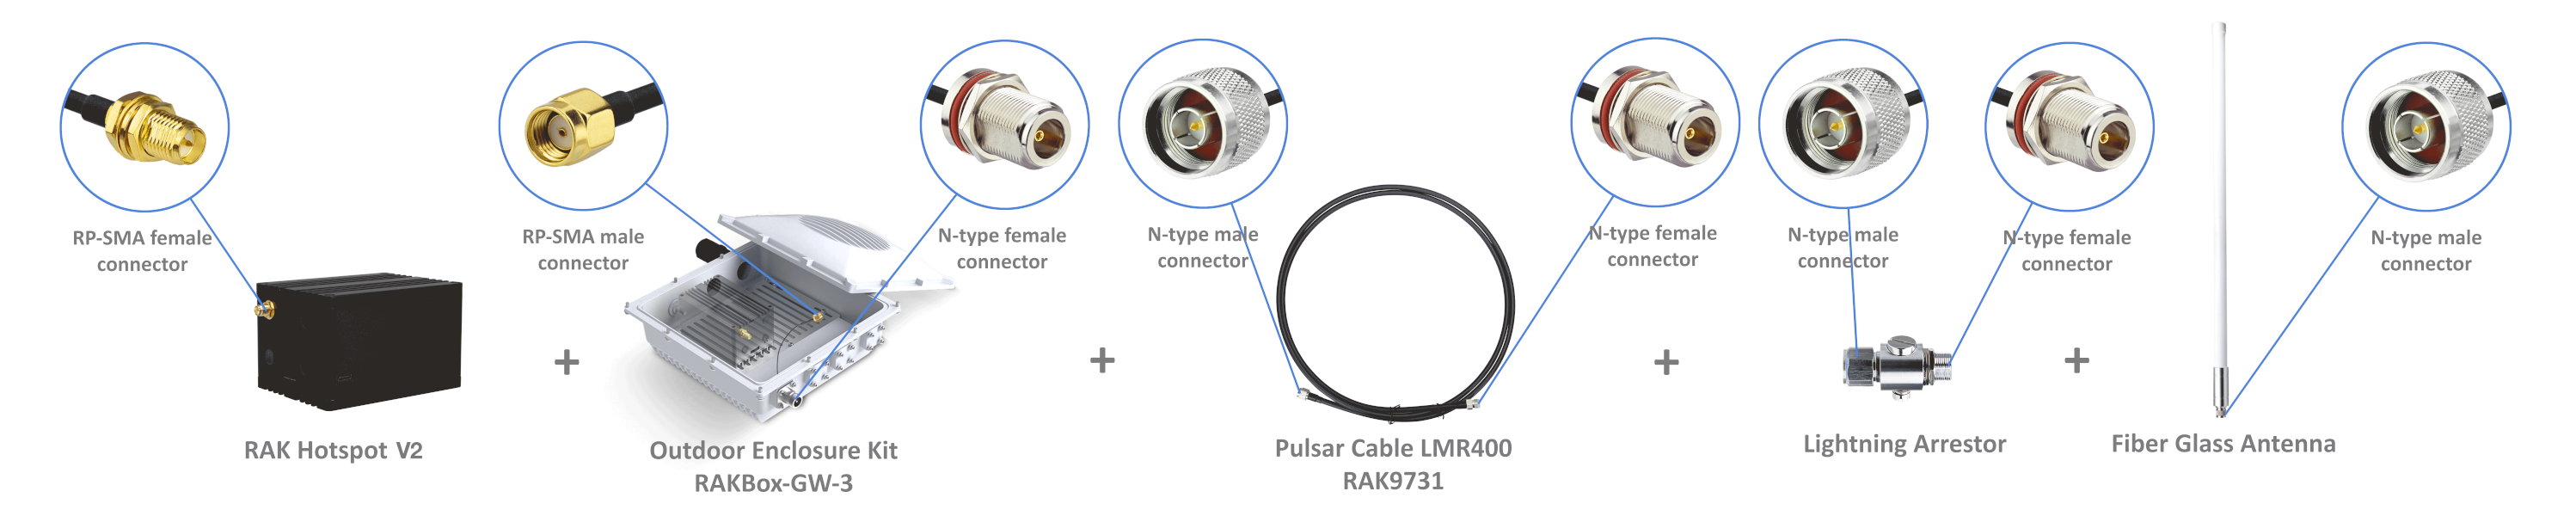 RP-SMA female
connector
RP-SMA male
connector
N-type female
connector
N-type male
connector
N-type female
connector
N-type male
connector
N-type female
connector
N-type male
connector
+
+
+
+
RAK Hotspot V2
Outdoor Enclosure Kit
RAKBox-GW-3
Pulsar Cable LMR400
RAK9731
Lightning Arrestor
Fiber Glass Antenna